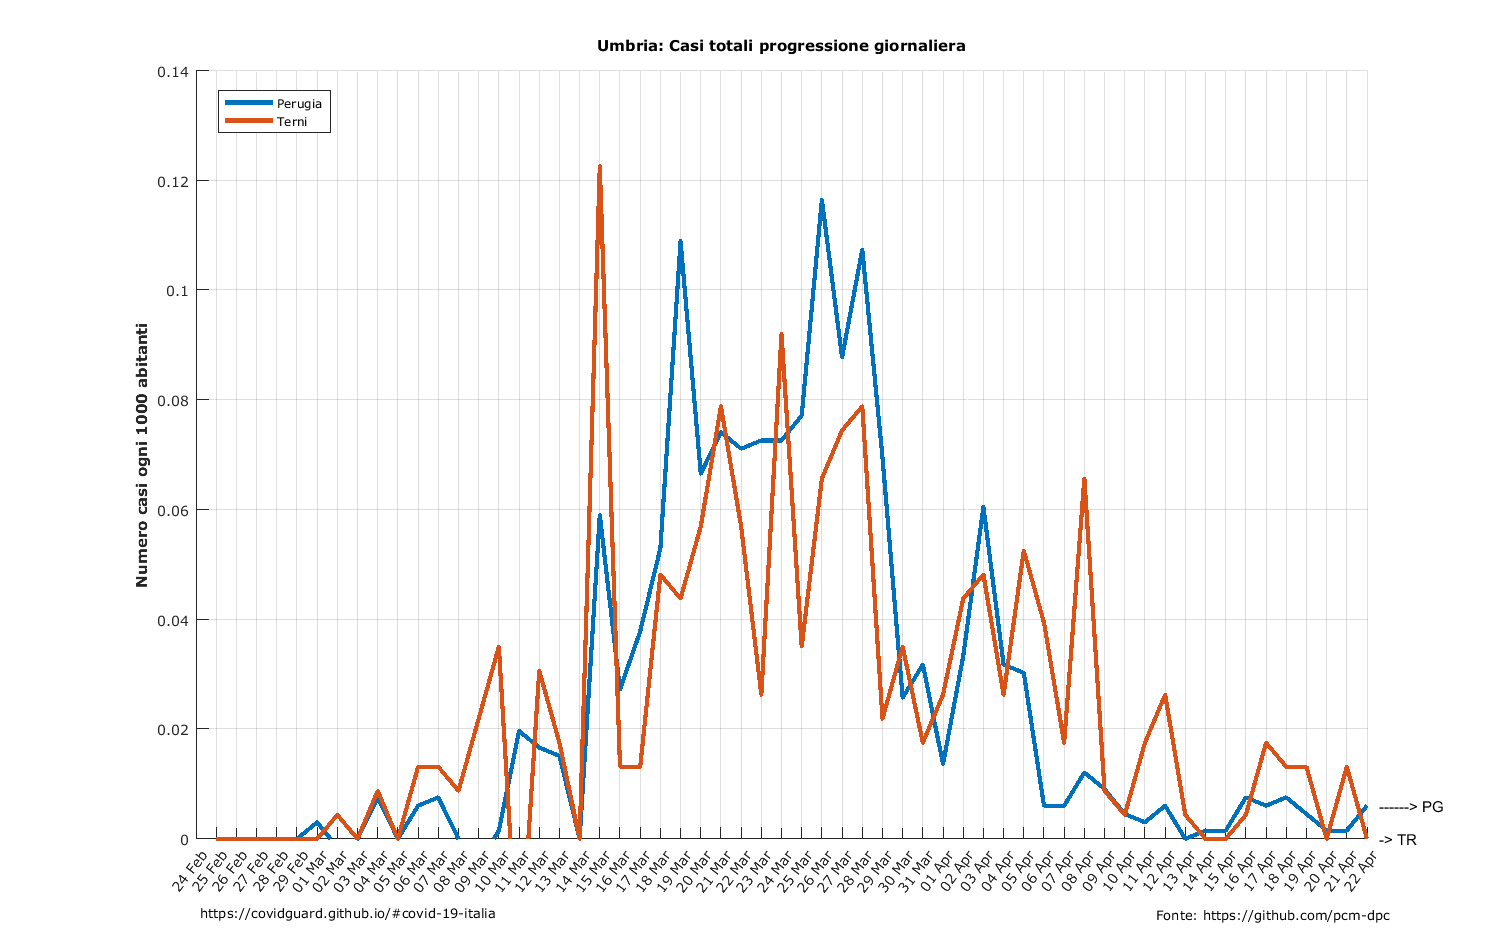 Umbria: Casi totali progressione giornaliera
0.14
0.12
0.1
0.08
0.06
0.04
0.02
0
Numero casi ogni 1000 abitanti
Perugia
Terni
------> PG
-> TR
24 Feb
25 Feb
26 Feb
27 Feb
28 Feb
29 Feb
01 Mar
02 Mar
03 Mar
04 Mar
05 Mar
06 Mar
07 Mar
08 Mar
09 Mar
10 Mar
11 Mar
12 Mar
13 Mar
14 Mar
15 Mar
16 Mar
17 Mar
18 Mar
19 Mar
20 Mar
21 Mar
22 Mar
23 Mar
24 Mar
25 Mar
26 Mar
27 Mar
28 Mar
29 Mar
30 Mar
31 Mar
01 Apr
02 Apr
03 Apr
04 Apr
05 Apr
06 Apr
07 Apr
08 Apr
09 Apr
10 Apr
11 Apr
12 Apr
13 Apr
14 Apr
15 Apr
16 Apr
17 Apr
18 Apr
19 Apr
20 Apr
21 Apr
22 Apr
https://covidguard.github.io/#covid-19-italia
Fonte: https://github.com/pcm-dpc